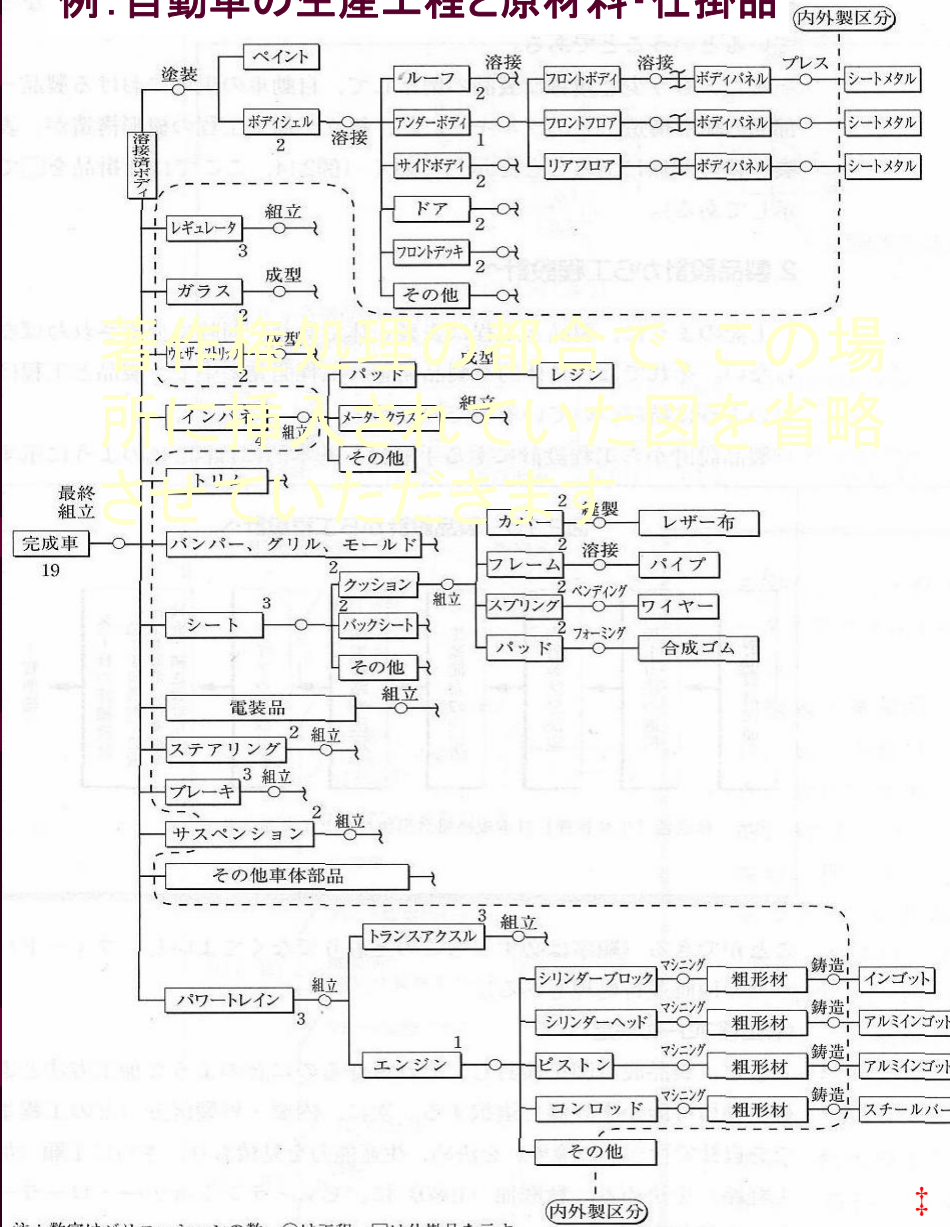 例：自動車の生産工程と原材料・仕掛品
内外製区分
ペイント
塗装
溶接済ボディ
ボディシェル
2
溶接
ルーフ
2
溶接
フロントボディ
溶接
ボディパネル
プレス
シートメタル
アンダーボディ
1
フロントフロア
ボディパネル
シートメタル
サイドボディ
2
リアフロア
ボディパネル
シートメタル
ドア
2
フロントデッキ
2
その他
レギュレータ
3
組立
ガラス
2
成型
ウェザーストリップ
2
成型
著作権処理の都合で、この場
所に挿入されていた図を省略
させていただきます
インパネ
4
組立
パッド
成型
レジン
メータークラス
組立
その他
トリム
最終
組立
完成車
19
バンパー、グリル、モールド
シート
3
クッション
2
組立
バックシート
2
その他
カバー
2
縫製
レザー布
フレーム
2
溶接
パイプ
スプリング
2
ベンディング
ワイヤー
パッド
2
フォーミング
合成ゴム
電装品
組立
ステアリング
2
組立
ブレーキ
3
組立
サスペンション
2
組立
その他車体部品
パワートレイン
3
組立
トランスアクスル
3
組立
エンジン
1
シリンダーブロック
マシニング
粗形材
鋳造
インゴット
シリンダーヘッド
マシニング
粗形材
鋳造
アルミインゴット
ピストン
マシニング
粗形材
鋳造
アルミインゴット
コンロッド
マシニング
粗形材
鋳造
スチールバー
その他
内外製区分
‡